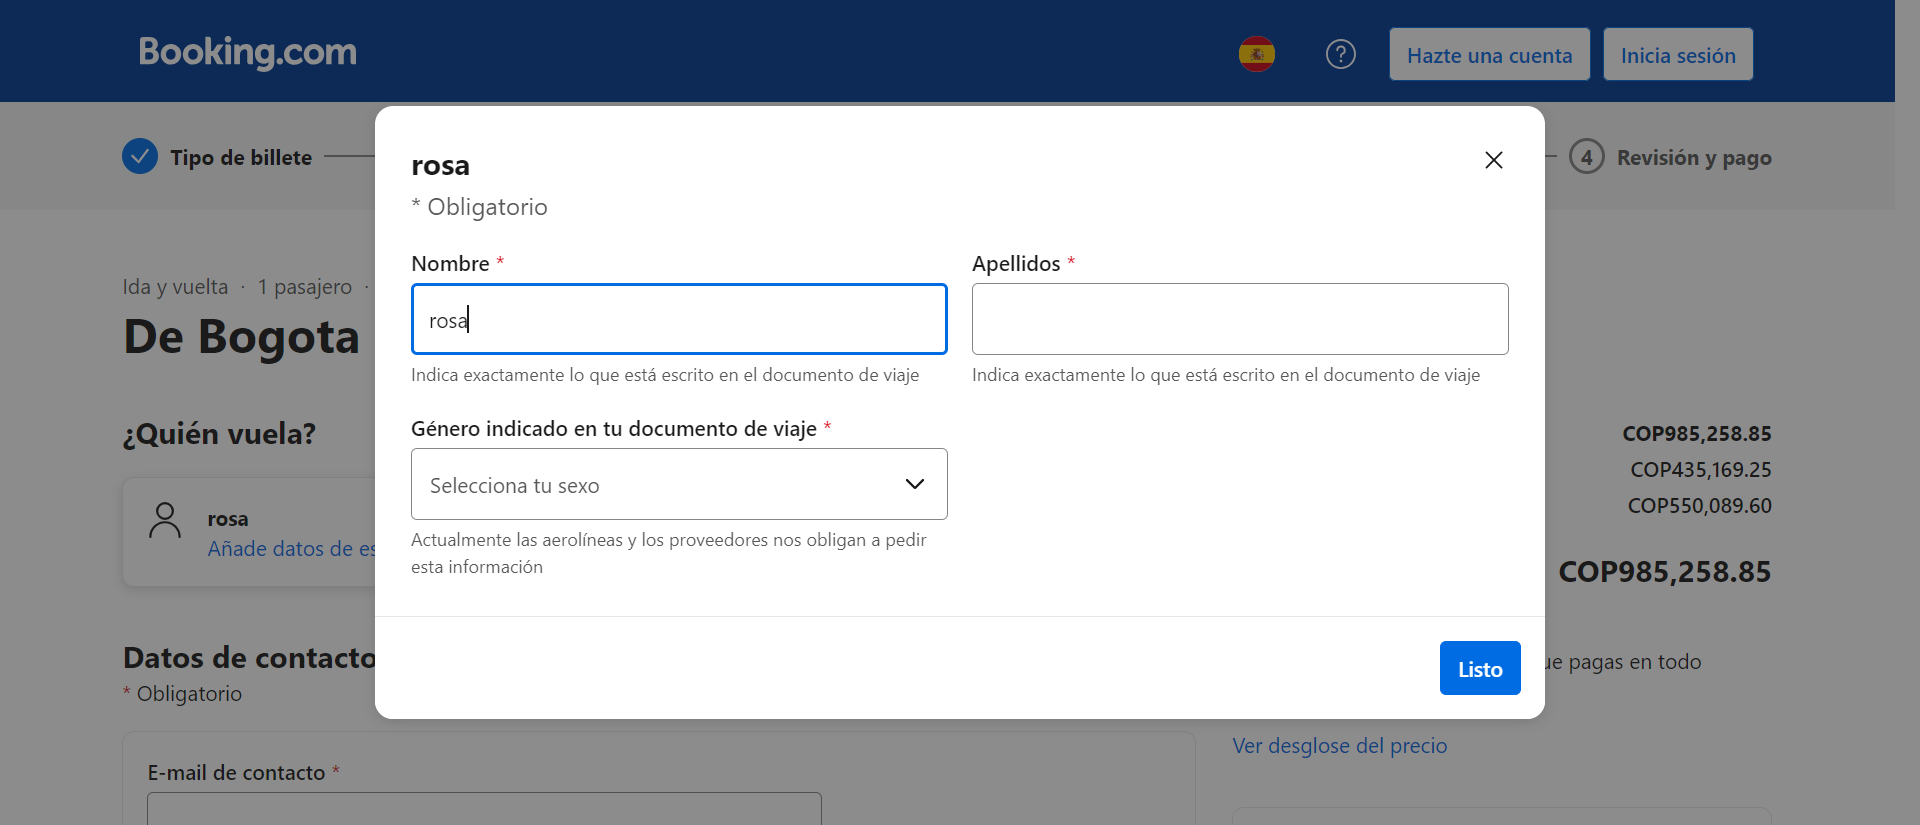 Booking.com
?
Hazte una cuenta
Inicia sesión
Tipo de billete
4 Revisión y pago
rosa
* Obligatorio
Nombre *
Apellidos *
rosa
Indica exactamente lo que está escrito en el documento de viaje
Indica exactamente lo que está escrito en el documento de viaje
Género indicado en tu documento de viaje *
Selecciona tu sexo
Actualmente las aerolíneas y los proveedores nos obligan a pedir
esta información
Listo
Ida y vuelta · 1 pasajero ·
De Bogota
¿Quién vuela?
rosa
Añade datos de es
COP985,258.85
COP435,169.25
COP550,089.60
COP985,258.85
Datos de contacto
* Obligatorio
ue pagas en todo
Ver desglose del precio
E-mail de contacto *